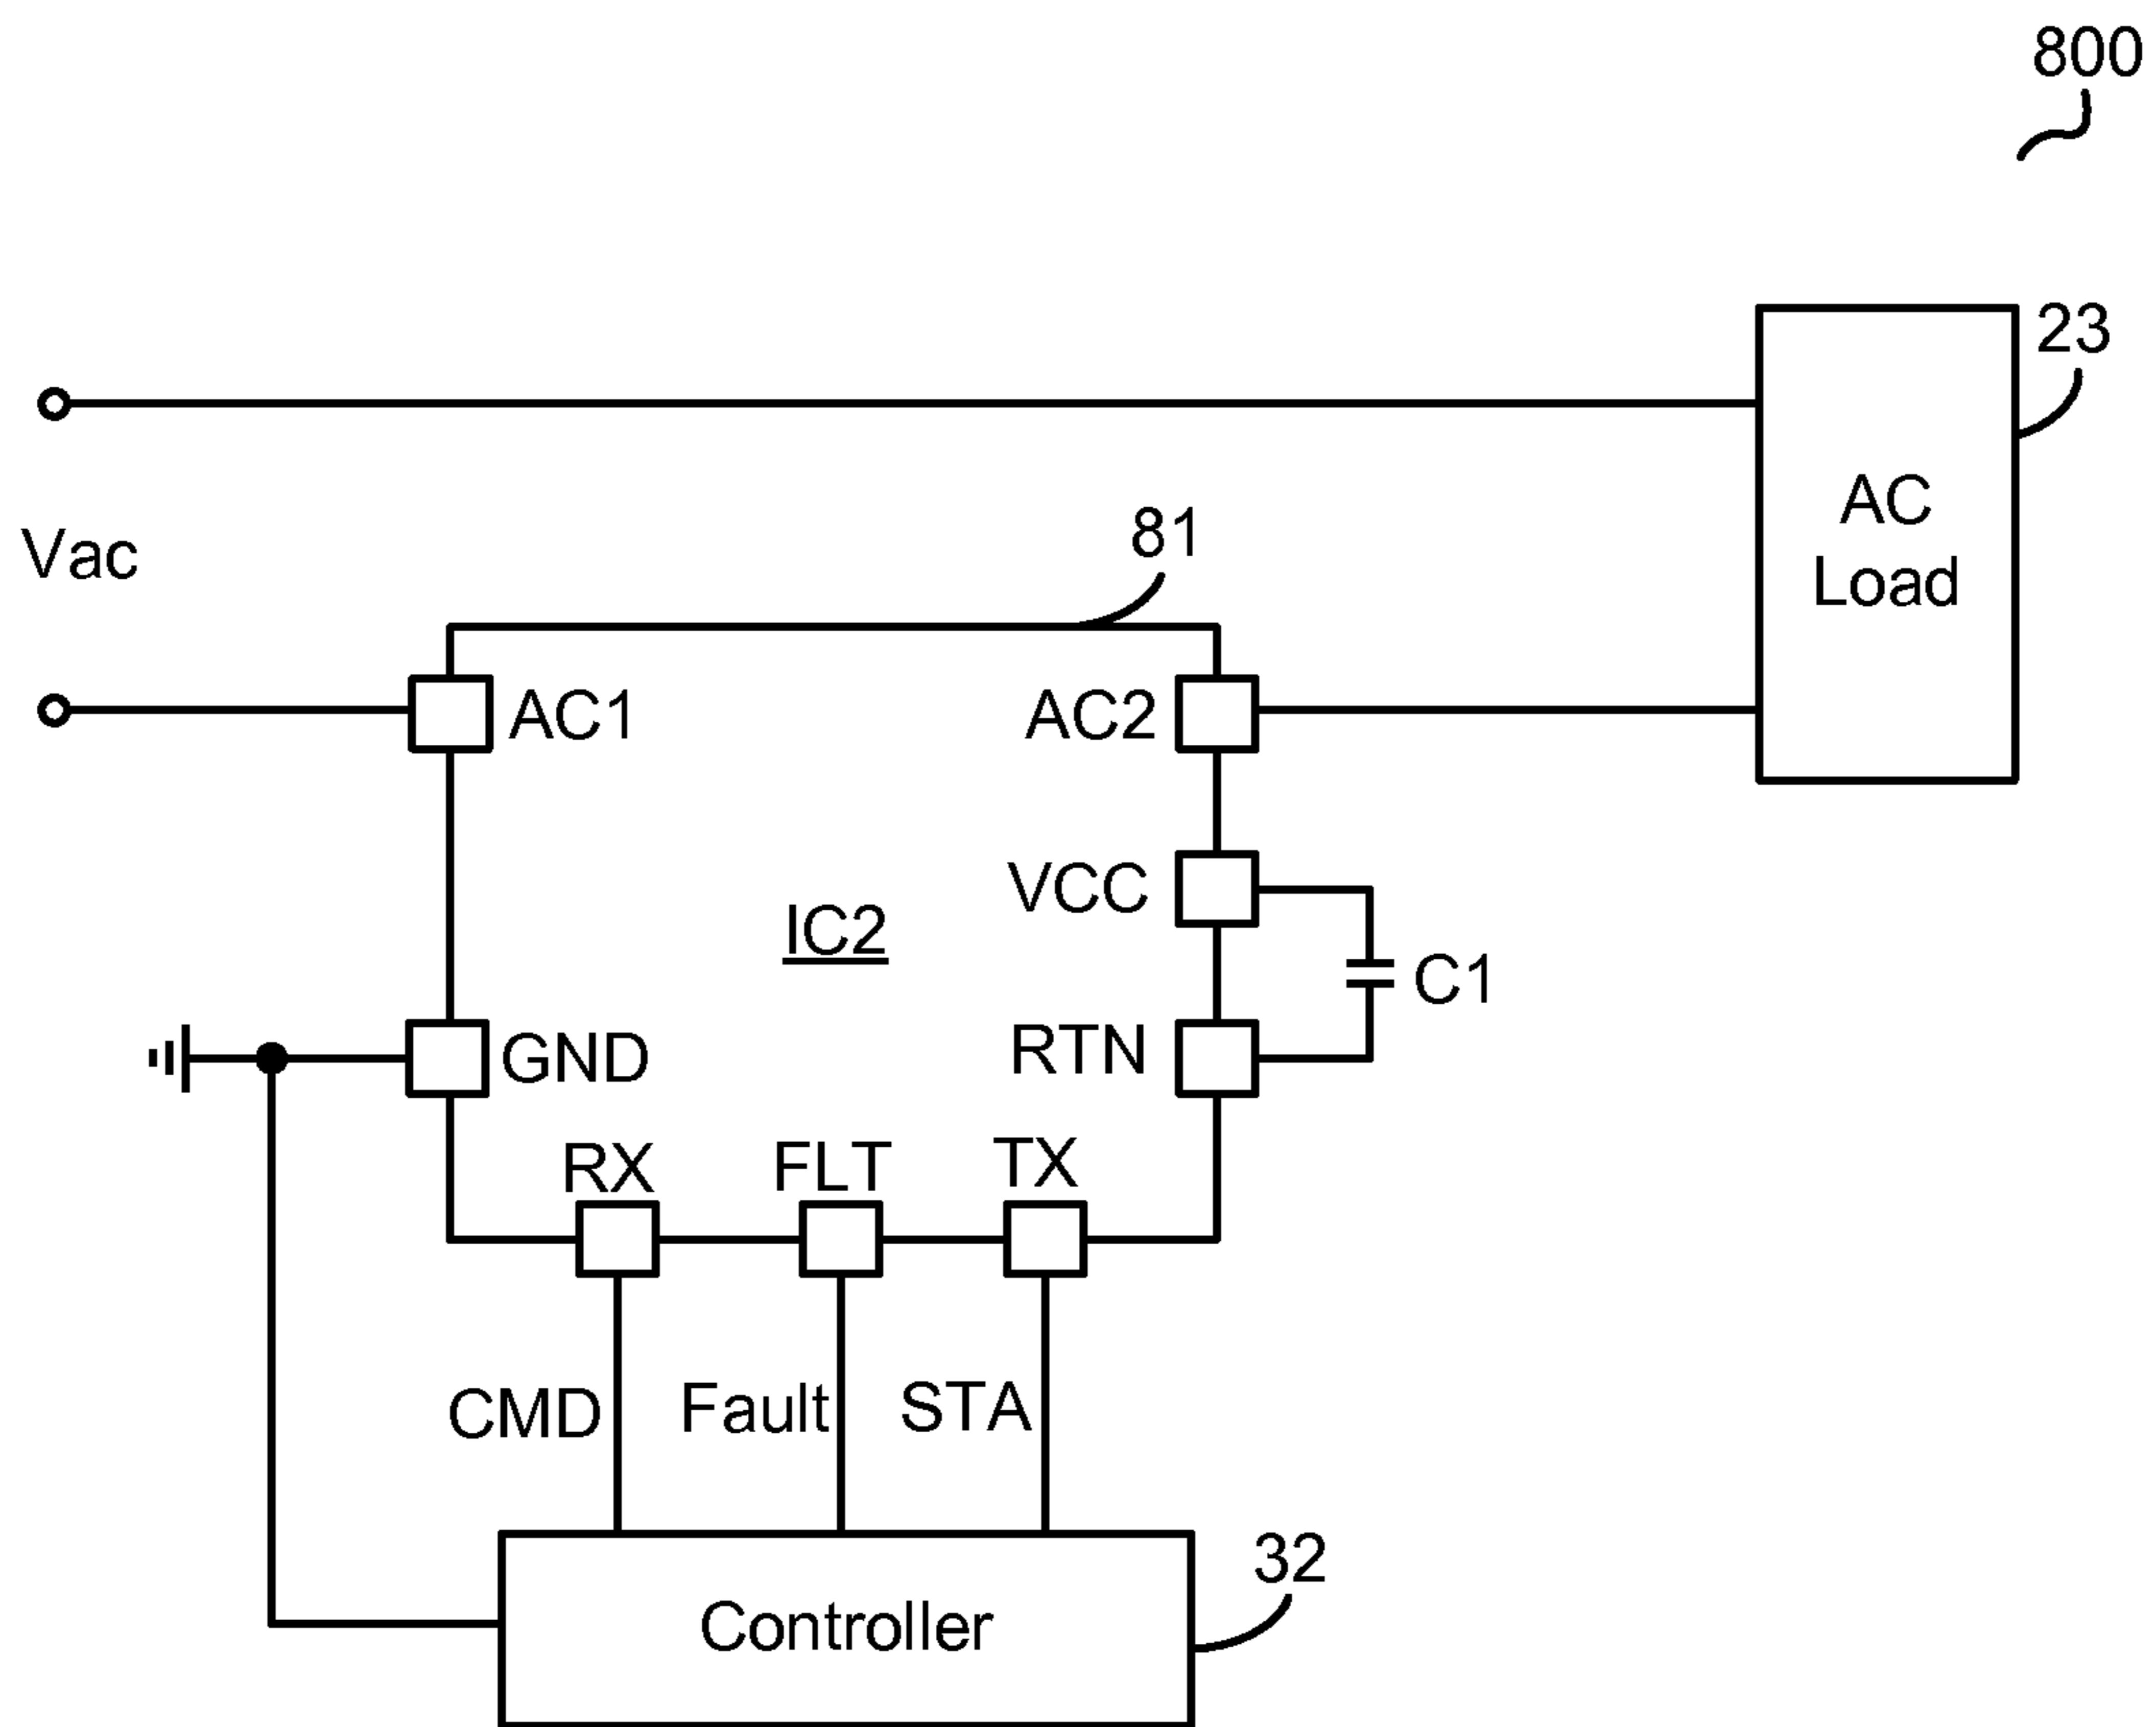 800
23
AC
Load
Vac
81
AC1
AC2
VCC
IC2
C1
GND
RTN
RX
FLT
TX
CMD
Fault
STA
32
Controller